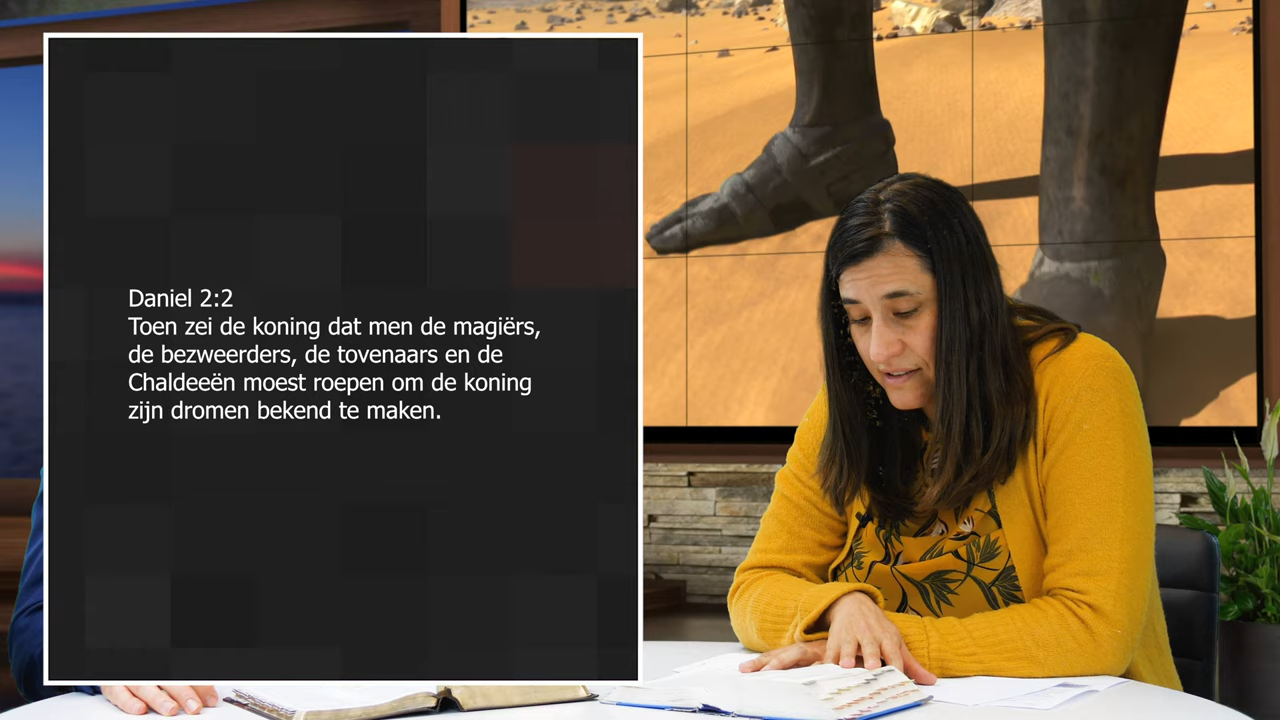 Daniel 2:2
Toen zei de koning dat men de magiërs,
de bezweerders, de tovenaars en de
Chaldeeën moest roepen om de koning
zijn dromen bekend te maken.